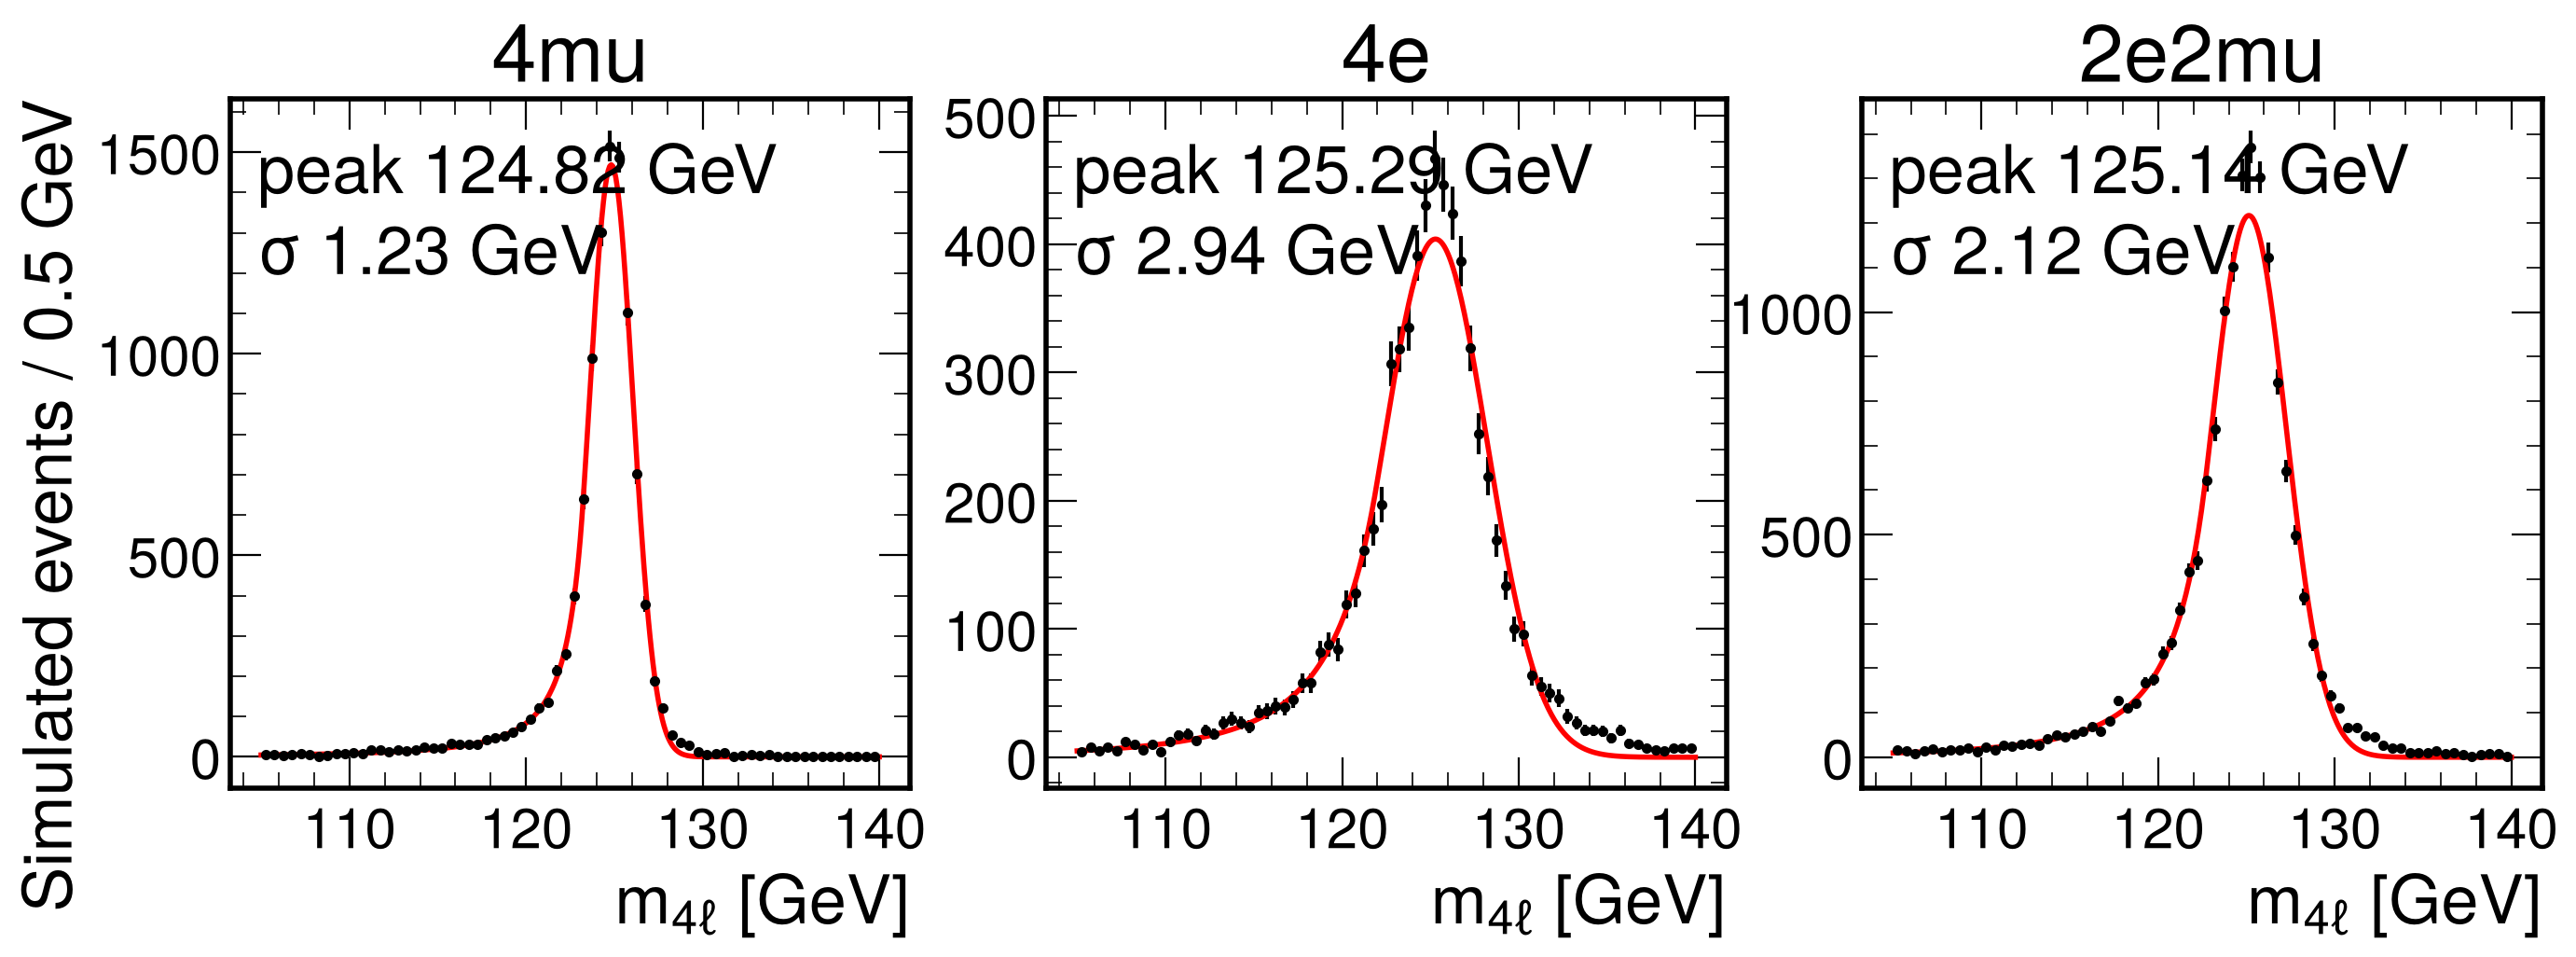 4mu
4e
2e2mu
Simulated events / 0.5 GeV
peak 124.82 GeV
σ 1.23 GeV
1500
1000
500
0
110 120 130 140
m4ℓ [GeV]
peak 125.29 GeV
σ 2.94 GeV
500
400
300
200
100
0
110 120 130 140
m4ℓ [GeV]
peak 125.14 GeV
σ 2.12 GeV
1000
500
0
110 120 130 140
m4ℓ [GeV]